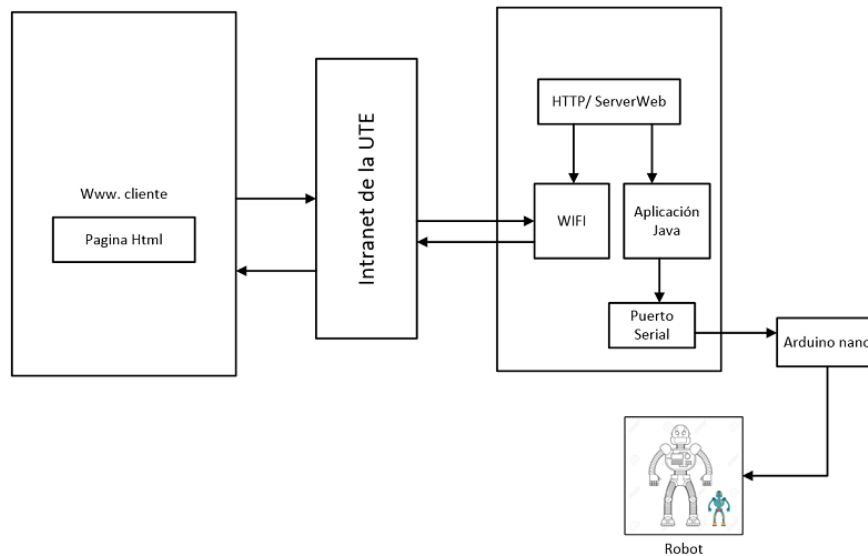 Www. cliente
Pagina Html
Intranet de la UTE
HTTP/ ServerWeb
WIFI
Aplicación
Java
Puerto
Serial
Arduino nano
Robot